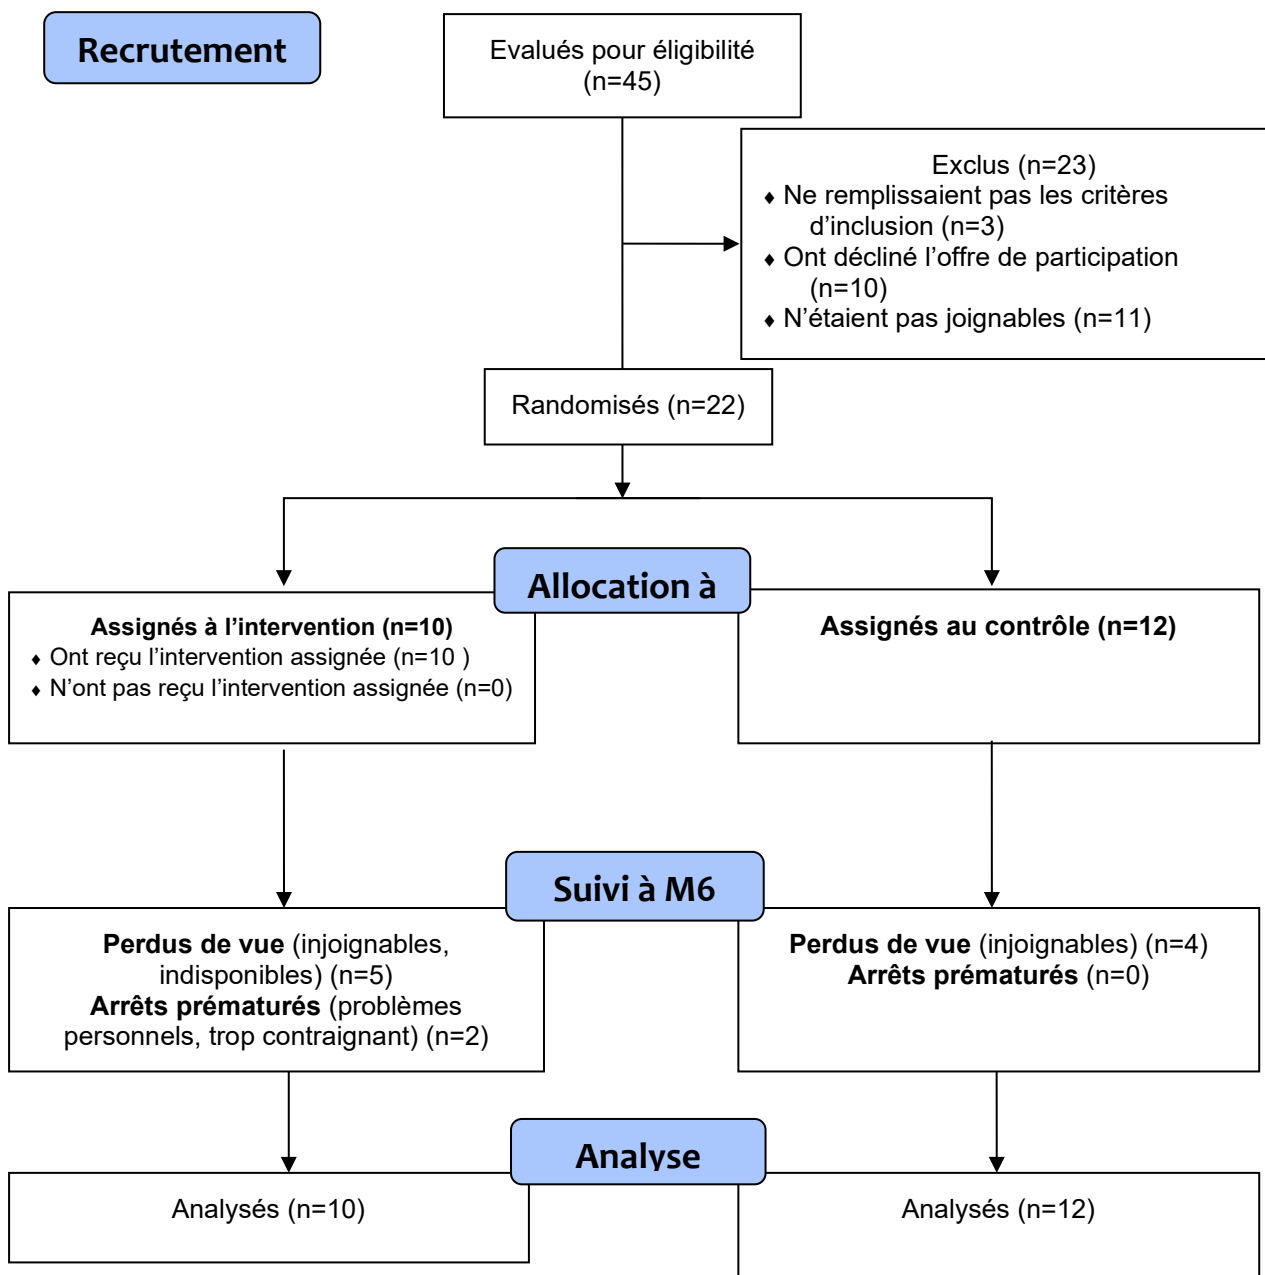 Recrutement
Evalués pour éligibilité
(n=45)
Exclus (n=23)
♦ Ne remplissaient pas les critères
d’inclusion (n=3)
♦ Ont décliné l’offre de participation
(n=10)
♦ N’étaient pas joignables (n=11)
Randomisés (n=22)
Allocation à
Assignés à l’intervention (n=10)
♦ Ont reçu l’intervention assignée (n=10 )
♦ N’ont pas reçu l’intervention assignée (n=0)
Assignés au contrôle (n=12)
Suivi à M6
Perdus de vue (injoignables,
indisponibles) (n=5)
Arrêts prématurés (problèmes
personnels, trop contraignant) (n=2)
Perdus de vue (injoignables) (n=4)
Arrêts prématurés (n=0)
Analyse
Analysés (n=10)
Analysés (n=12)